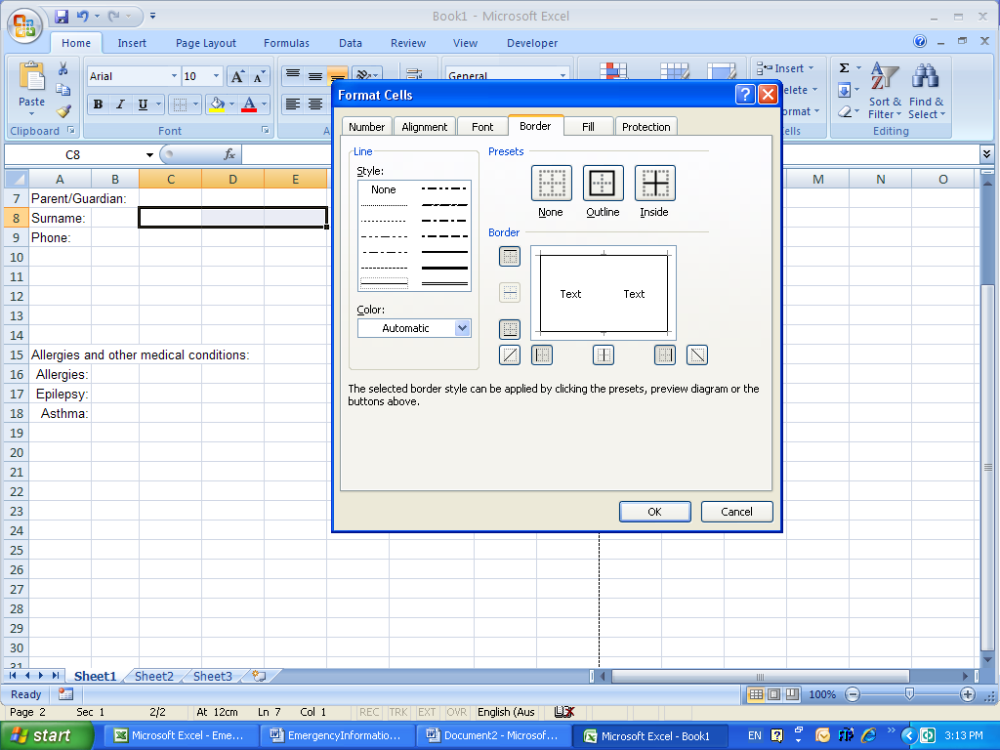 Book1 - Microsoft Excel
Home Insert Page Layout Formulas Data Review View Developer
Paste
Arial 10
General
Insert
B I U
Sort & Find &
Filter Select
Clipboard Font Editing
C8 fx
Format Cells
Number Alignment Font Border Fill Protection
Line
Style:
None
Color:
Automatic
Presets
None Outline Inside
Border
Text Text
The selected border style can be applied by clicking the presets, preview diagram or the
buttons above.
OK Cancel
A B C D E M N O
7 Parent/Guardian:
8 Surname:
9 Phone:
10
11
12
13
14
15 Allergies and other medical conditions:
16 Allergies:
17 Epilepsy:
18 Asthma:
19
20
21
22
23
24
25
26
27
28
29
30
31
Sheet1 Sheet2 Sheet3
Ready 100%
Page 2 Sec 1 2/2 At 12cm Ln 7 Col 1 REC TRK EXT OVR English (Aus
start Microsoft Excel - Eme... EmergencyInformatio... Document2 - Microsof... Microsoft Excel - Book1 EN 3:13 PM